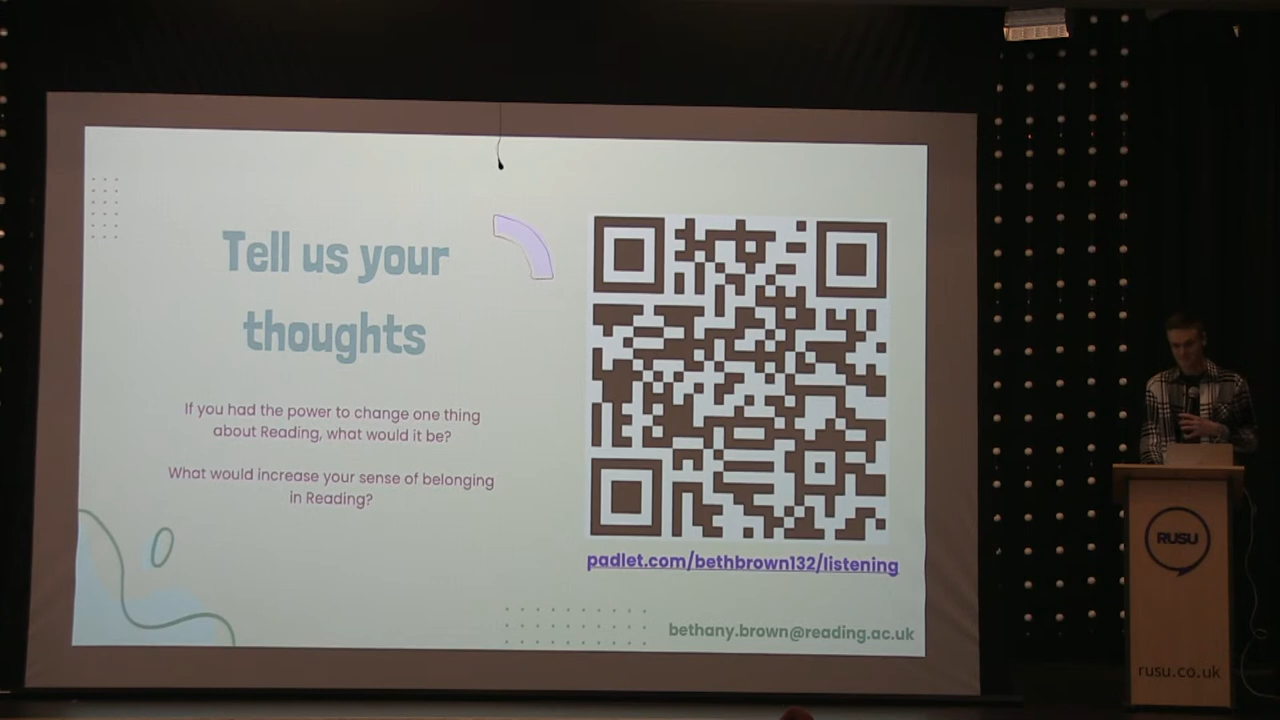 Tell us your
thoughts
If you had the power to change one thing
about Reading, what would it be?
What would increase your sense of belonging
in Reading?
padlet.com/bethbrown132/listening
bethany.brown@reading.ac.uk
RUSU
rusu.co.uk